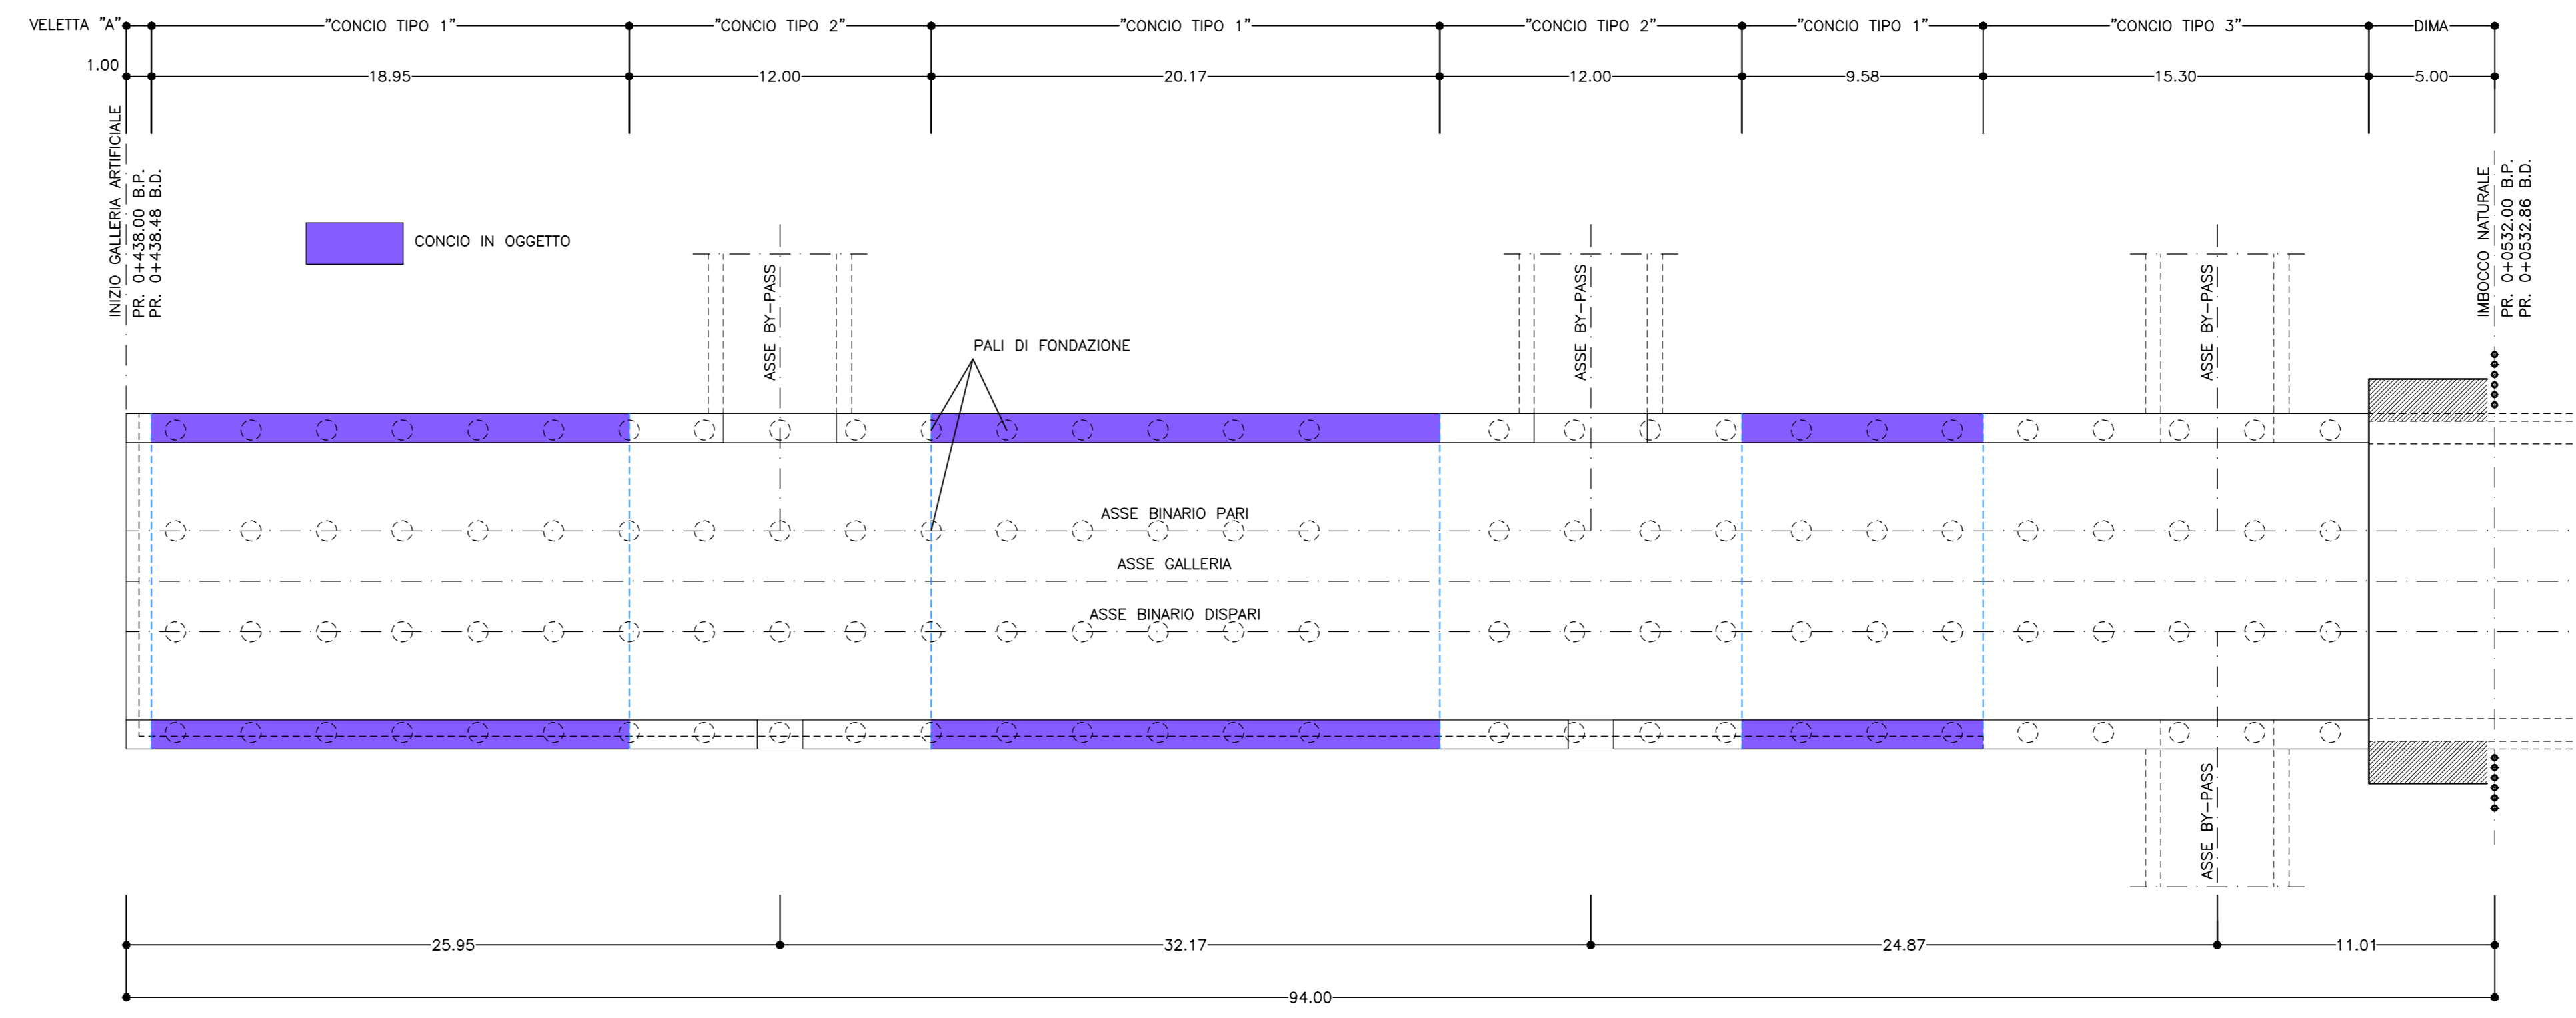 VELETTA "A"
"CONCIO TIPO 1"
"CONCIO TIPO 2"
"CONCIO TIPO 1"
"CONCIO TIPO 2"
"CONCIO TIPO 1"
"CONCIO TIPO 3"
DIMA
1.00
18.95
12.00
20.17
12.00
9.58
15.30
5.00
INIZIO GALLERIA ARTIFICIALE
PR. 0+438.00 B.P.
PR. 0+438.48 B.D.
IMBOCCO NATURALE
PR. 0+0532.00 B.P.
PR. 0+0532.86 B.D.
CONCIO IN OGGETTO
ASSE BY-PASS
ASSE BY-PASS
ASSE BY-PASS
PALI DI FONDAZIONE
ASSE BINARIO PARI
ASSE GALLERIA
ASSE BINARIO DISPARI
ASSE BY-PASS
25.95
32.17
24.87
11.01
94.00